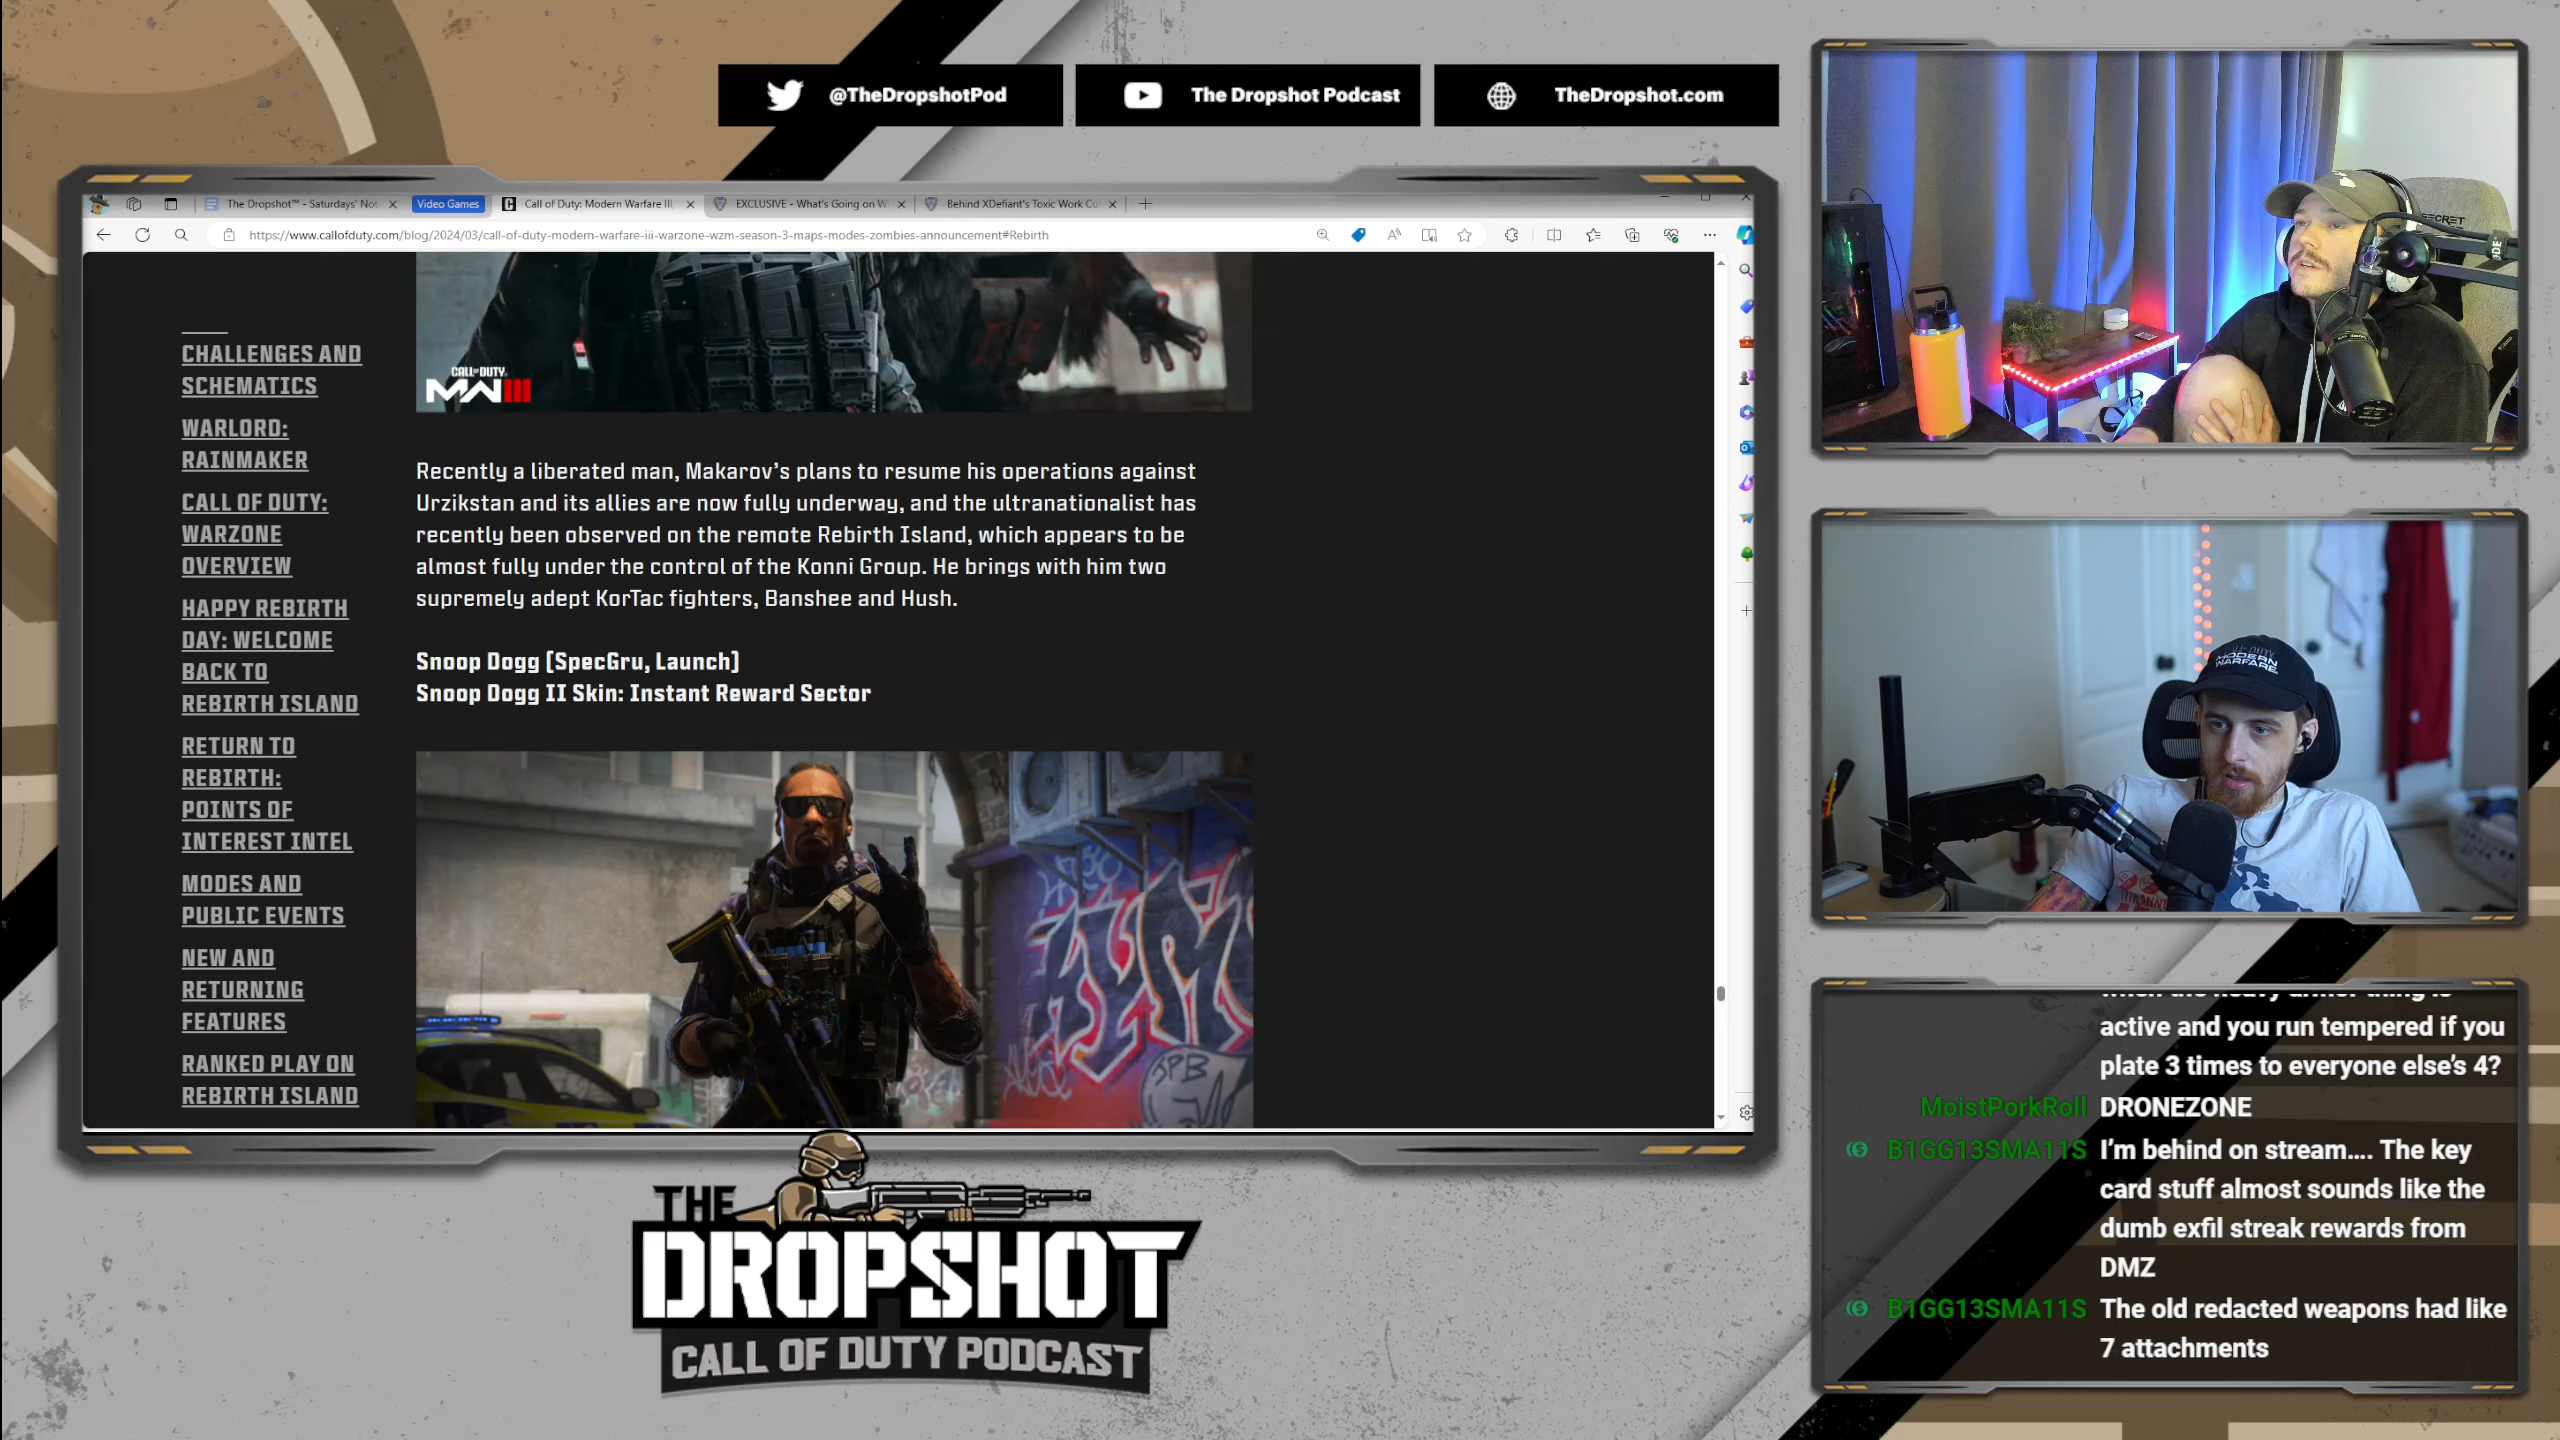 @TheDropshotPod
The Dropshot Podcast
TheDropshot.com
The Dropshot™ - Saturdays' Not
Video Games
Call of Duty: Modern Warfare III,
EXCLUSIVE - What's Going on W
Behind XDefiant's Toxic Work Cu
https://www.callofduty.com/blog/2024/03/call-of-duty-modern-warfare-iii-warzone-wzm-season-3-maps-modes-zombies-announcement#Rebirth
CHALLENGES AND
SCHEMATICS
WARLORD:
RAINMAKER
CALL OF DUTY:
WARZONE
OVERVIEW
HAPPY REBIRTH
DAY: WELCOME
BACK TO
REBIRTH ISLAND
RETURN TO
REBIRTH:
POINTS OF
INTEREST INTEL
MODES AND
PUBLIC EVENTS
NEW AND
RETURNING
FEATURES
RANKED PLAY ON
REBIRTH ISLAND
CALL OF DUTY
MWIII
Recently a liberated man, Makarov's plans to resume his operations against
Urzikstan and its allies are now fully underway, and the ultranationalist has
recently been observed on the remote Rebirth Island, which appears to be
almost fully under the control of the Konni Group. He brings with him two
supremely adept KorTac fighters, Banshee and Hush.
Snoop Dogg [SpecGru, Launch]
Snoop Dogg II Skin: Instant Reward Sector
SPB
SECRET
MODERN
WARFARE
when the heavy armor thing is
active and you run tempered if you
plate 3 times to everyone else's 4?
MoistPorkRoll DRONEZONE
B1GG13SMA11S I'm behind on stream.... The key
card stuff almost sounds like the
dumb exfil streak rewards from
DMZ
B1GG13SMA11S The old redacted weapons had like
7 attachments
THE
DROPSHOT
CALL OF DUTY PODCAST